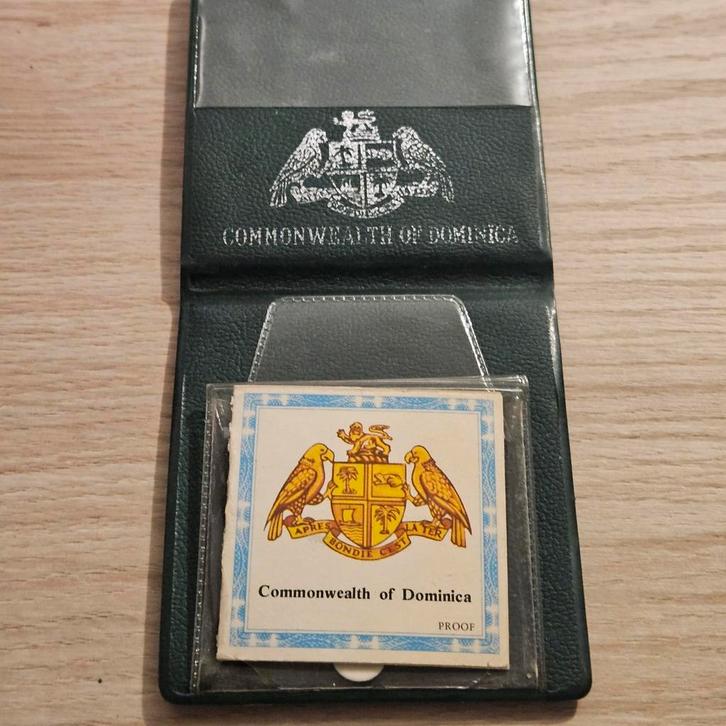 COMMONWEALTH OF DOMINICA
APRES BONDIE C'EST LA TER
Commonwealth of Dominica
PROOF